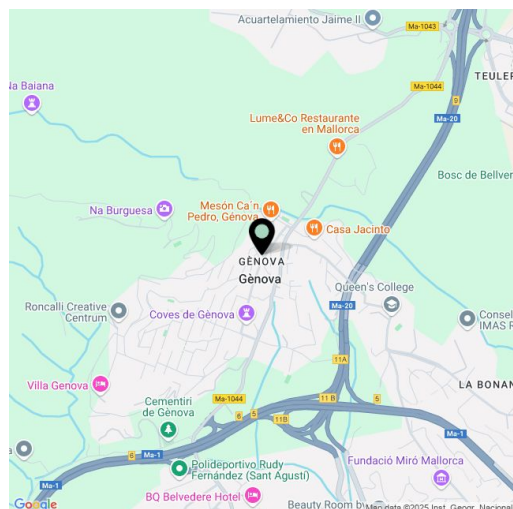 Acuartelamiento Jaime II
Ma-1043
TEULER
Na Baiana
Ma-1044
9
Lume&Co Restaurante
en Mallorca
Ma-20
Bosc de Bellver
Mesón Ca´n
Pedro, Génova
Na Burguesa
Casa Jacinto
GÈNOVA
Gènova
Queen's College
Roncalli Creative
Centrum
Coves de Gènova
Ma-20
Consel
IMAS R
11A
Villa Genova
Ma-1044
11 B
5
LA BONAN
Cementiri
de Gènova
6
5
11B
Ma-1
6
Ma-1
Polideportivo Rudy
Fernández (Sant Agustí)
Fundació Miró Mallorca
Ma-1
BQ Belvedere Hotel
Google
Beauty Room by
Map data ©2025 Inst. Geogr. Nacional